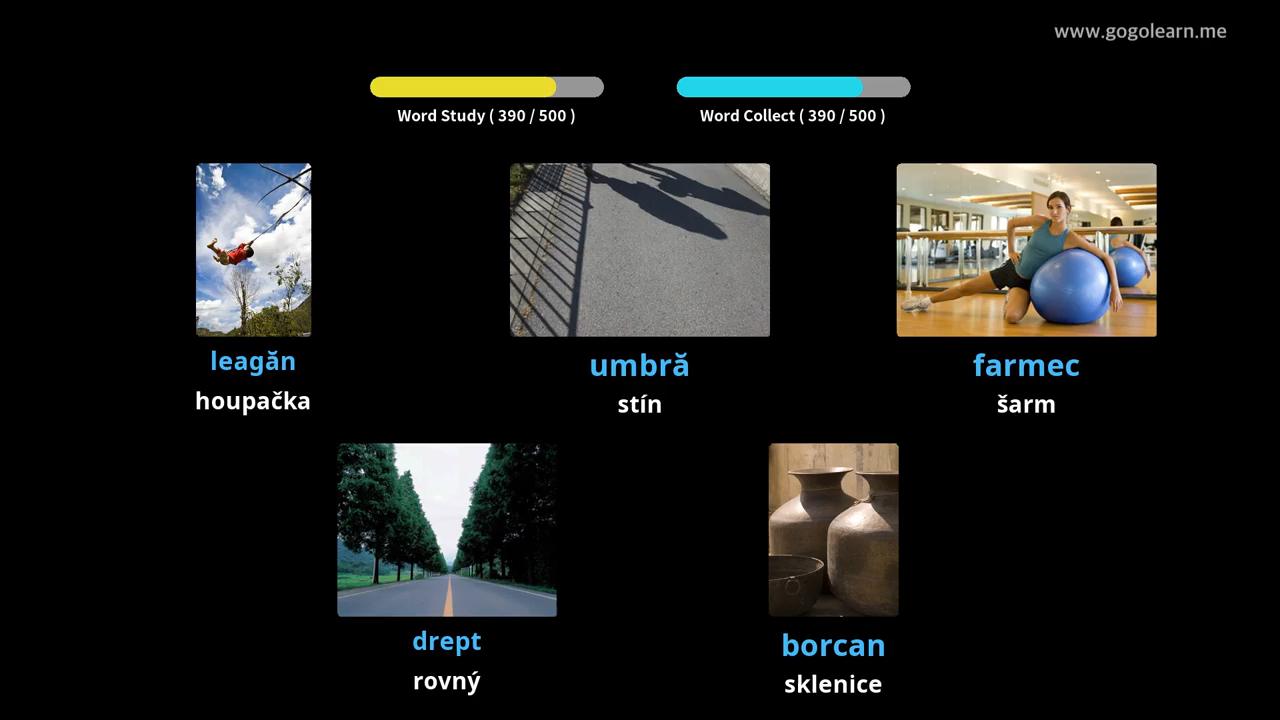 www.gogolearn.me
Word Study ( 390 / 500 )
Word Collect ( 390 / 500 )
leagăn
houpačka
umbră
stín
farmec
šarm
drept
rovný
borcan
sklenice